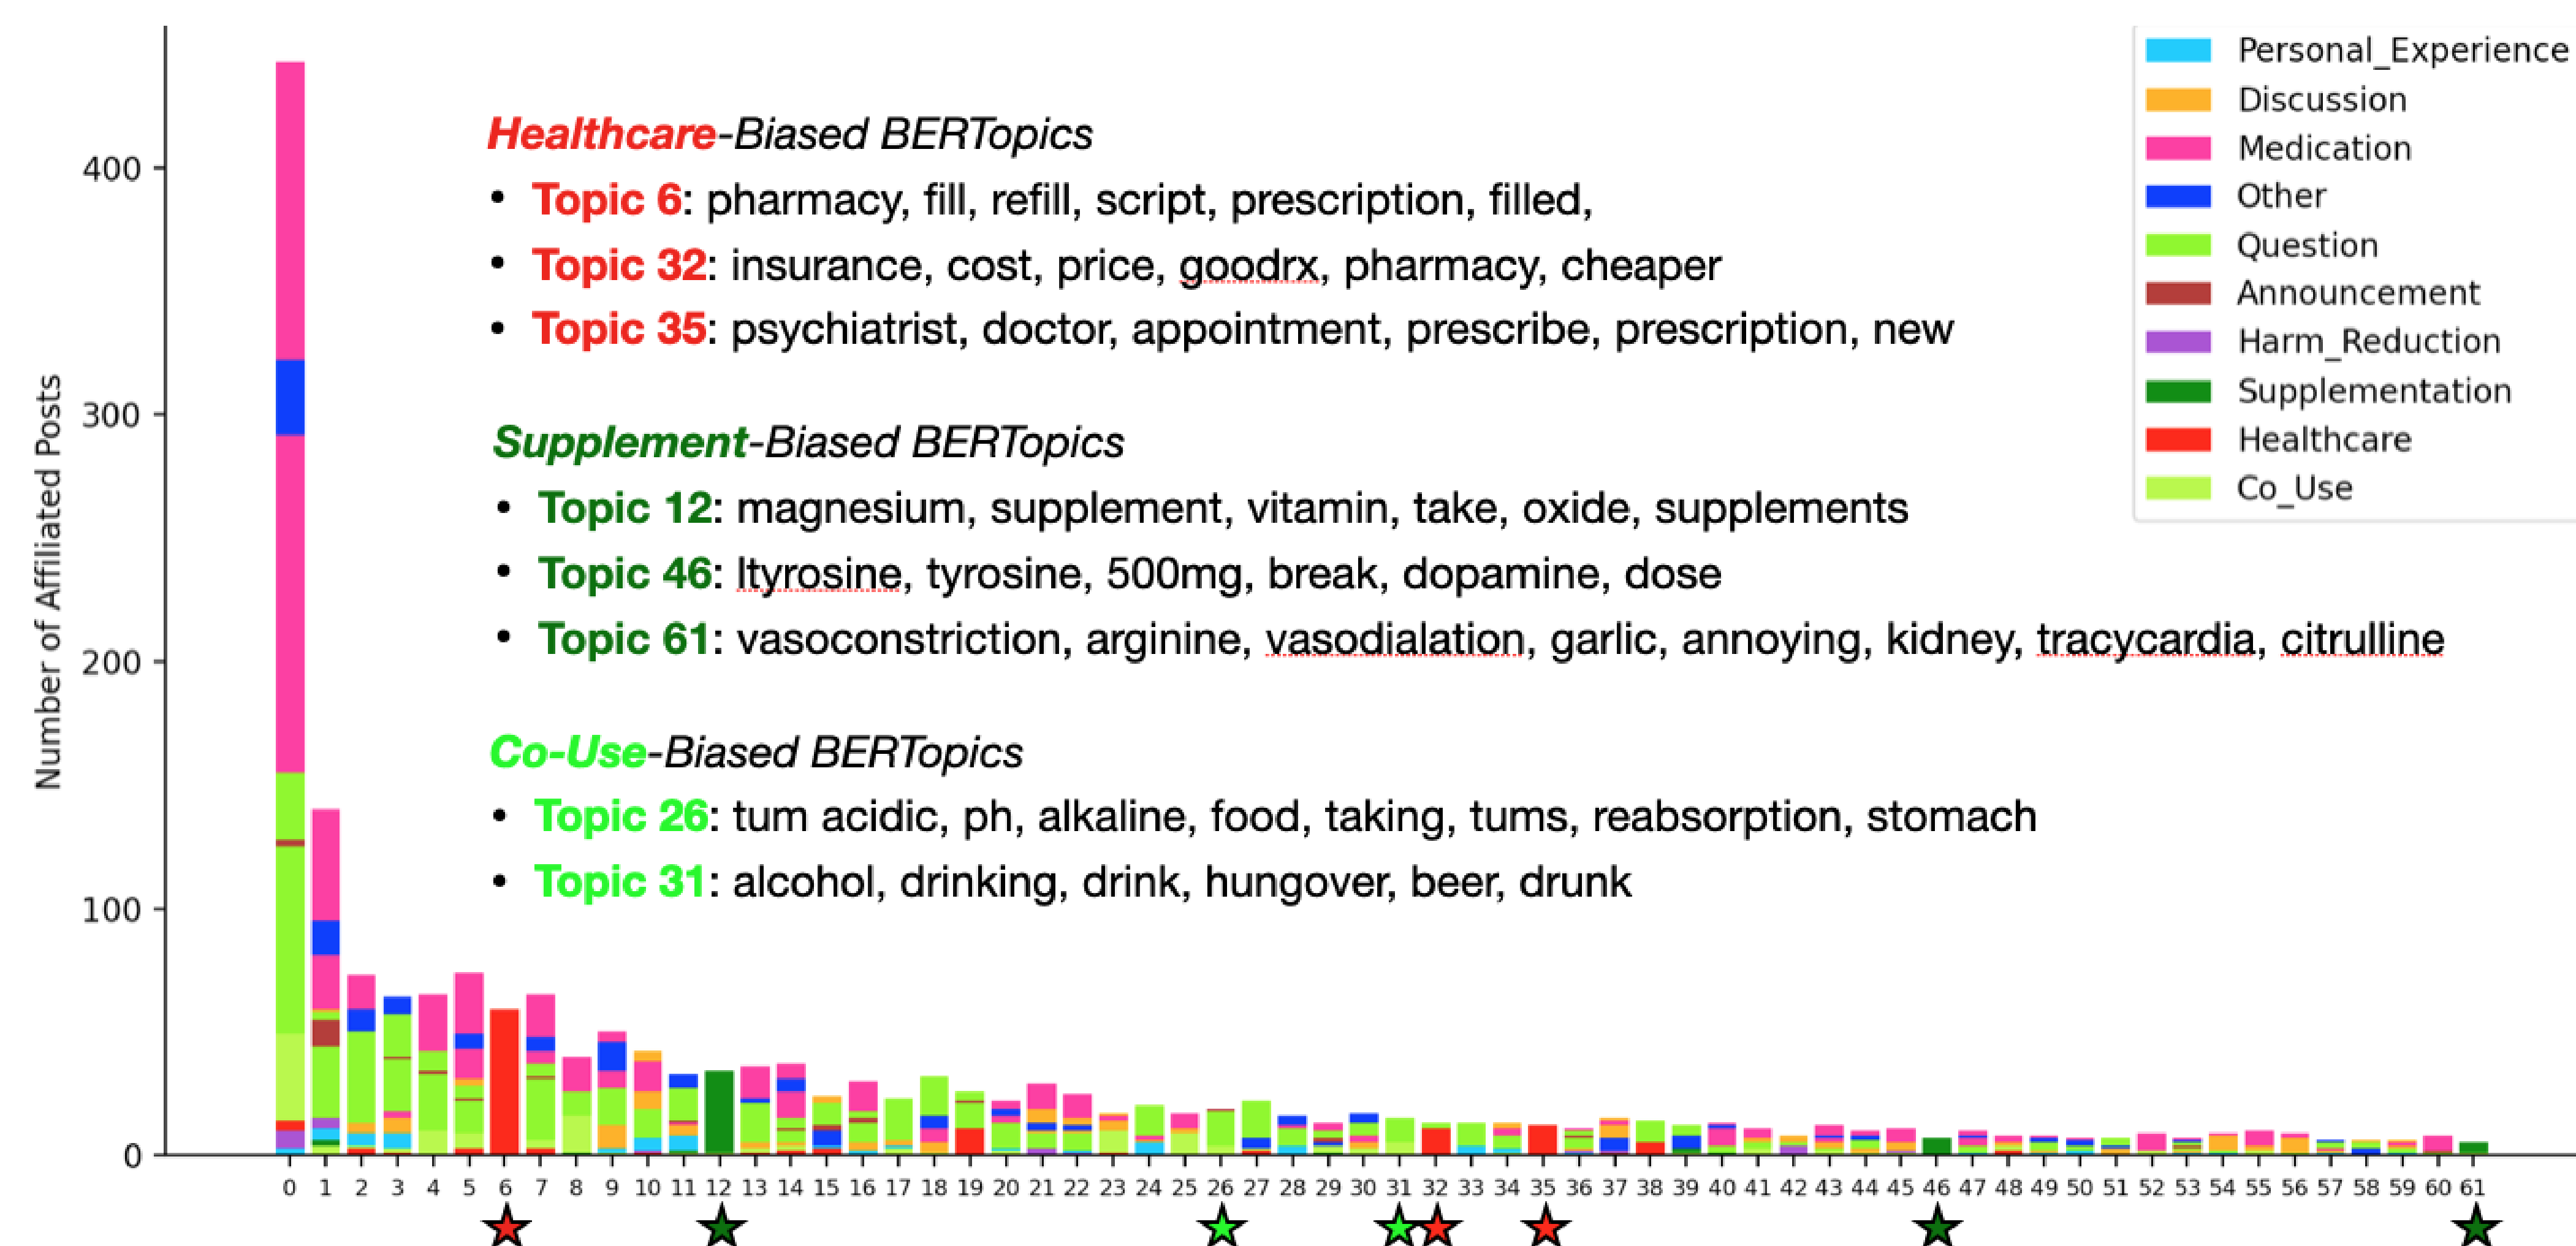 Number of Affiliated Posts
400
300
200
100
0
Healthcare-Biased BERTopics
• Topic 6: pharmacy, fill, refill, script, prescription, filled,
• Topic 32: insurance, cost, price, goodrx, pharmacy, cheaper
• Topic 35: psychiatrist, doctor, appointment, prescribe, prescription, new
Supplement-Biased BERTopics
• Topic 12: magnesium, supplement, vitamin, take, oxide, supplements
• Topic 46: ltyrosine, tyrosine, 500mg, break, dopamine, dose
• Topic 61: vasoconstriction, arginine, vasodialation, garlic, annoying, kidney, tracycardia, citrulline
Co-Use-Biased BERTopics
• Topic 26: tum acidic, ph, alkaline, food, taking, tums, reabsorption, stomach
• Topic 31: alcohol, drinking, drink, hungover, beer, drunk
Personal_Experience
Discussion
Medication
Other
Question
Announcement
Harm_Reduction
Supplementation
Healthcare
Co_Use
0 1 2 3 4 5 6 7 8 9 10 11 12 13 14 15 16 17 18 19 20 21 22 23 24 25 26 27 28 29 30 31 32 33 34 35 36 37 38 39 40 41 42 43 44 45 46 47 48 49 50 51 52 53 54 55 56 57 58 59 60 61